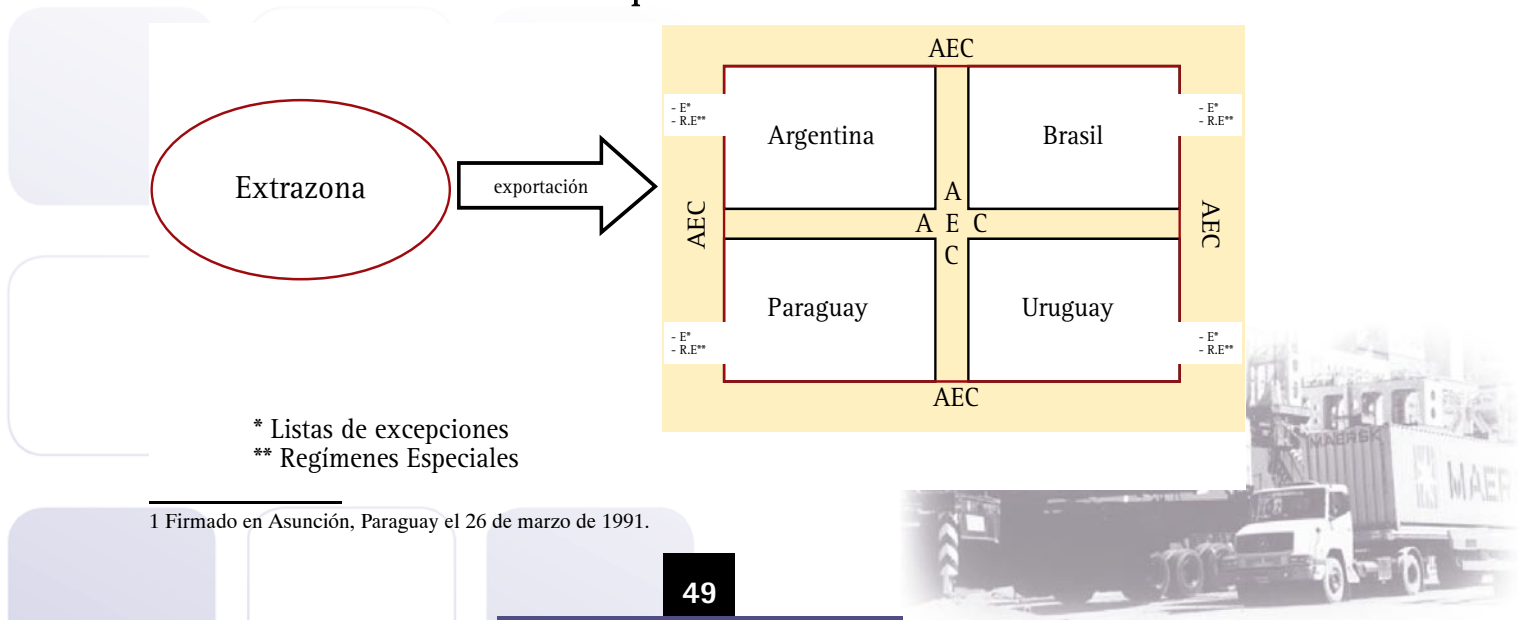 AEC
- E*
- R.E**
Argentina
Brasil
- E*
- R.E**
Extrazona
exportación
AEC
A
A E C
C
AEC
Paraguay
Uruguay
- E*
- R.E**
- E*
- R.E**
AEC
* Listas de excepciones
** Regímenes Especiales
MAERSK
1 Firmado en Asunción, Paraguay el 26 de marzo de 1991.
49